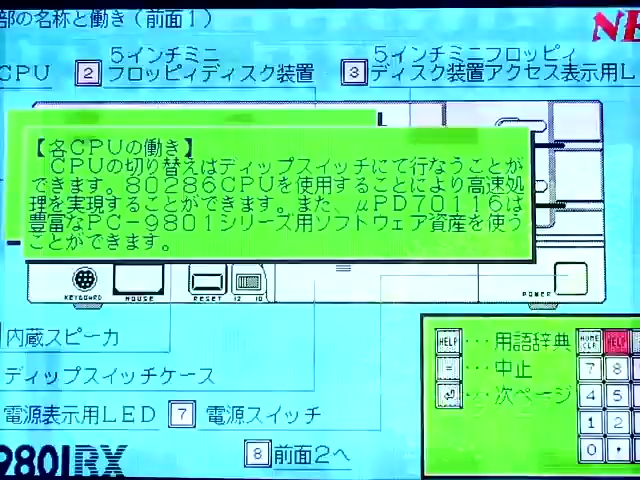 部の名称と働き(前面1)
NE
CPU
2 5インチミニ
フロッピィディスク装置
3 5インチミニフロッピィ
ディスク装置アクセス表示用L
【各CPUの働き】
CPUの切り替えはディップスイッチにて行なうことが
できます。80286CPUを使用することにより高速処
理を実現することができます。また、μPD70116は
豊富なPC-9801シリーズ用ソフトウェア資産を使う
ことができます。
KEYBOARD
MOUSE
RESET
POWER
内蔵スピーカ
ディップスイッチケース
電源表示用LED
7 電源スイッチ
8 前面2へ
9801RX
HELP…用語辞典
=…中止
⏎…次ページ
HOME CLR HELP
7 8
4 5
1 2
0 .